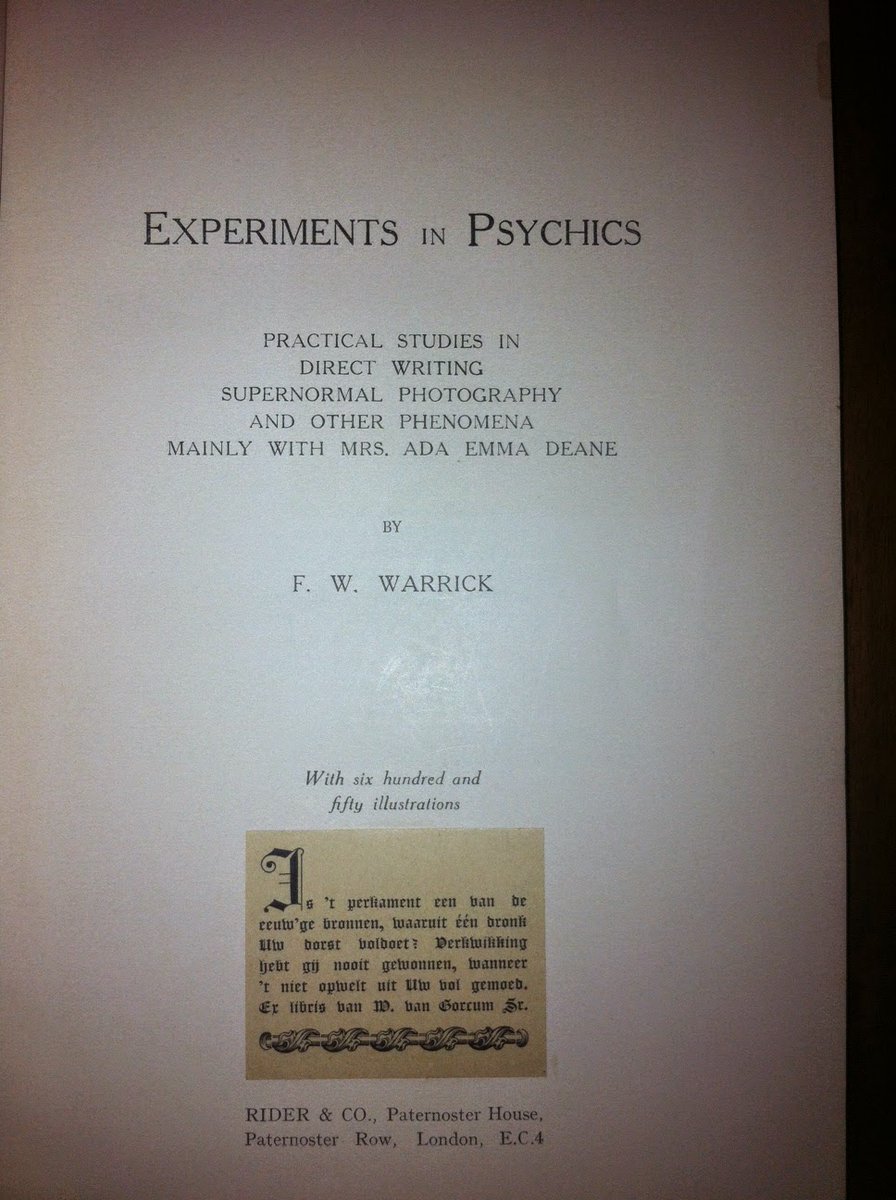 EXPERIMENTS IN PSYCHICS
PRACTICAL STUDIES IN
DIRECT WRITING
SUPERNORMAL PHOTOGRAPHY
AND OTHER PHENOMENA
MAINLY WITH MRS. ADA EMMA DEANE
BY
F. W. WARRICK
With six hundred and
fifty illustrations
Is 't perkament een van de
eeuw'ge bronnen, waaruit één dronk
Uw dorst voldoet? Verkwikking
hebt gij nooit gewonnen, wanneer
't niet opwelt uit Uw vol gemoed.
Ex libris van W. van Gorcum Sr.
RIDER & CO., Paternoster House,
Paternoster Row, London, E.C.4